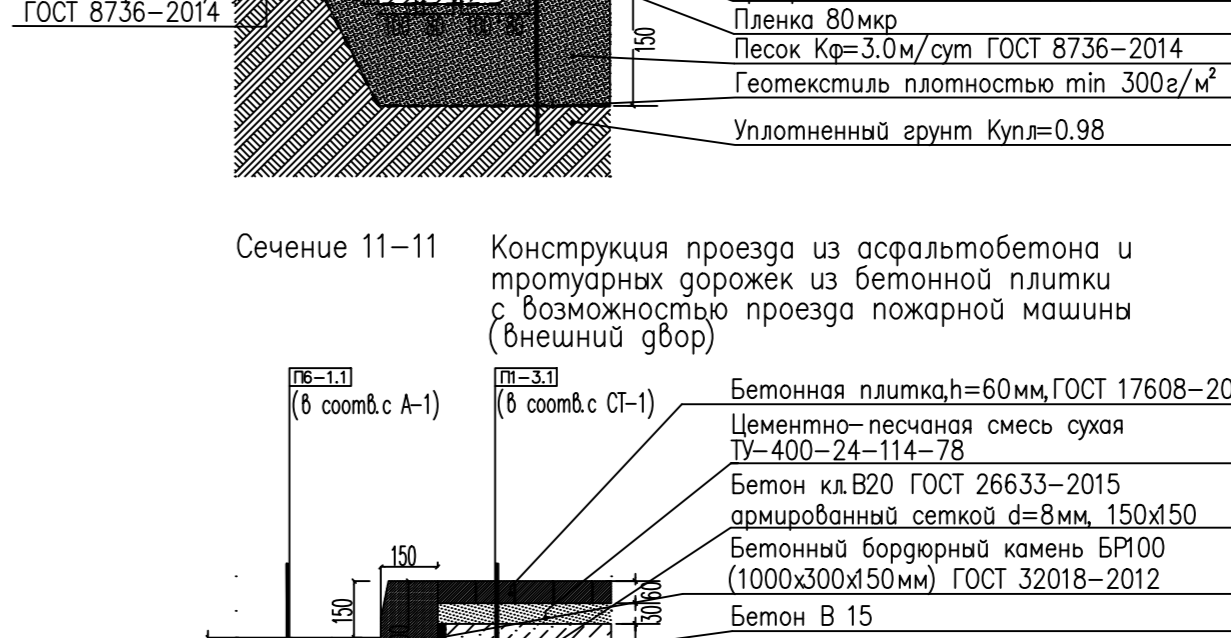 ГОСТ 8736-2014
Пленка 80мкр
150
Песок Кф=3.0м/сут ГОСТ 8736-2014
Геотекстиль плотностью min 300г/м²
Уплотненный грунт Купл=0.98
Сечение 11-11
Конструкция проезда из асфальтобетона и
тротуарных дорожек из бетонной плитки
с возможностью проезда пожарной машины
(внешний двор)
П6-1.1
(в соотв.с А-1)
П1-3.1
(в соотв.с СТ-1)
Бетонная плитка,h=60мм,ГОСТ 17608-20
Цементно-песчаная смесь сухая
ТУ-400-24-114-78
Бетон кл.В20 ГОСТ 26633-2015
армированный сеткой d=8мм, 150х150
Бетонный бордюрный камень БР100
(1000х300х150мм) ГОСТ 32018-2012
Бетон В 15
150
150
60
30